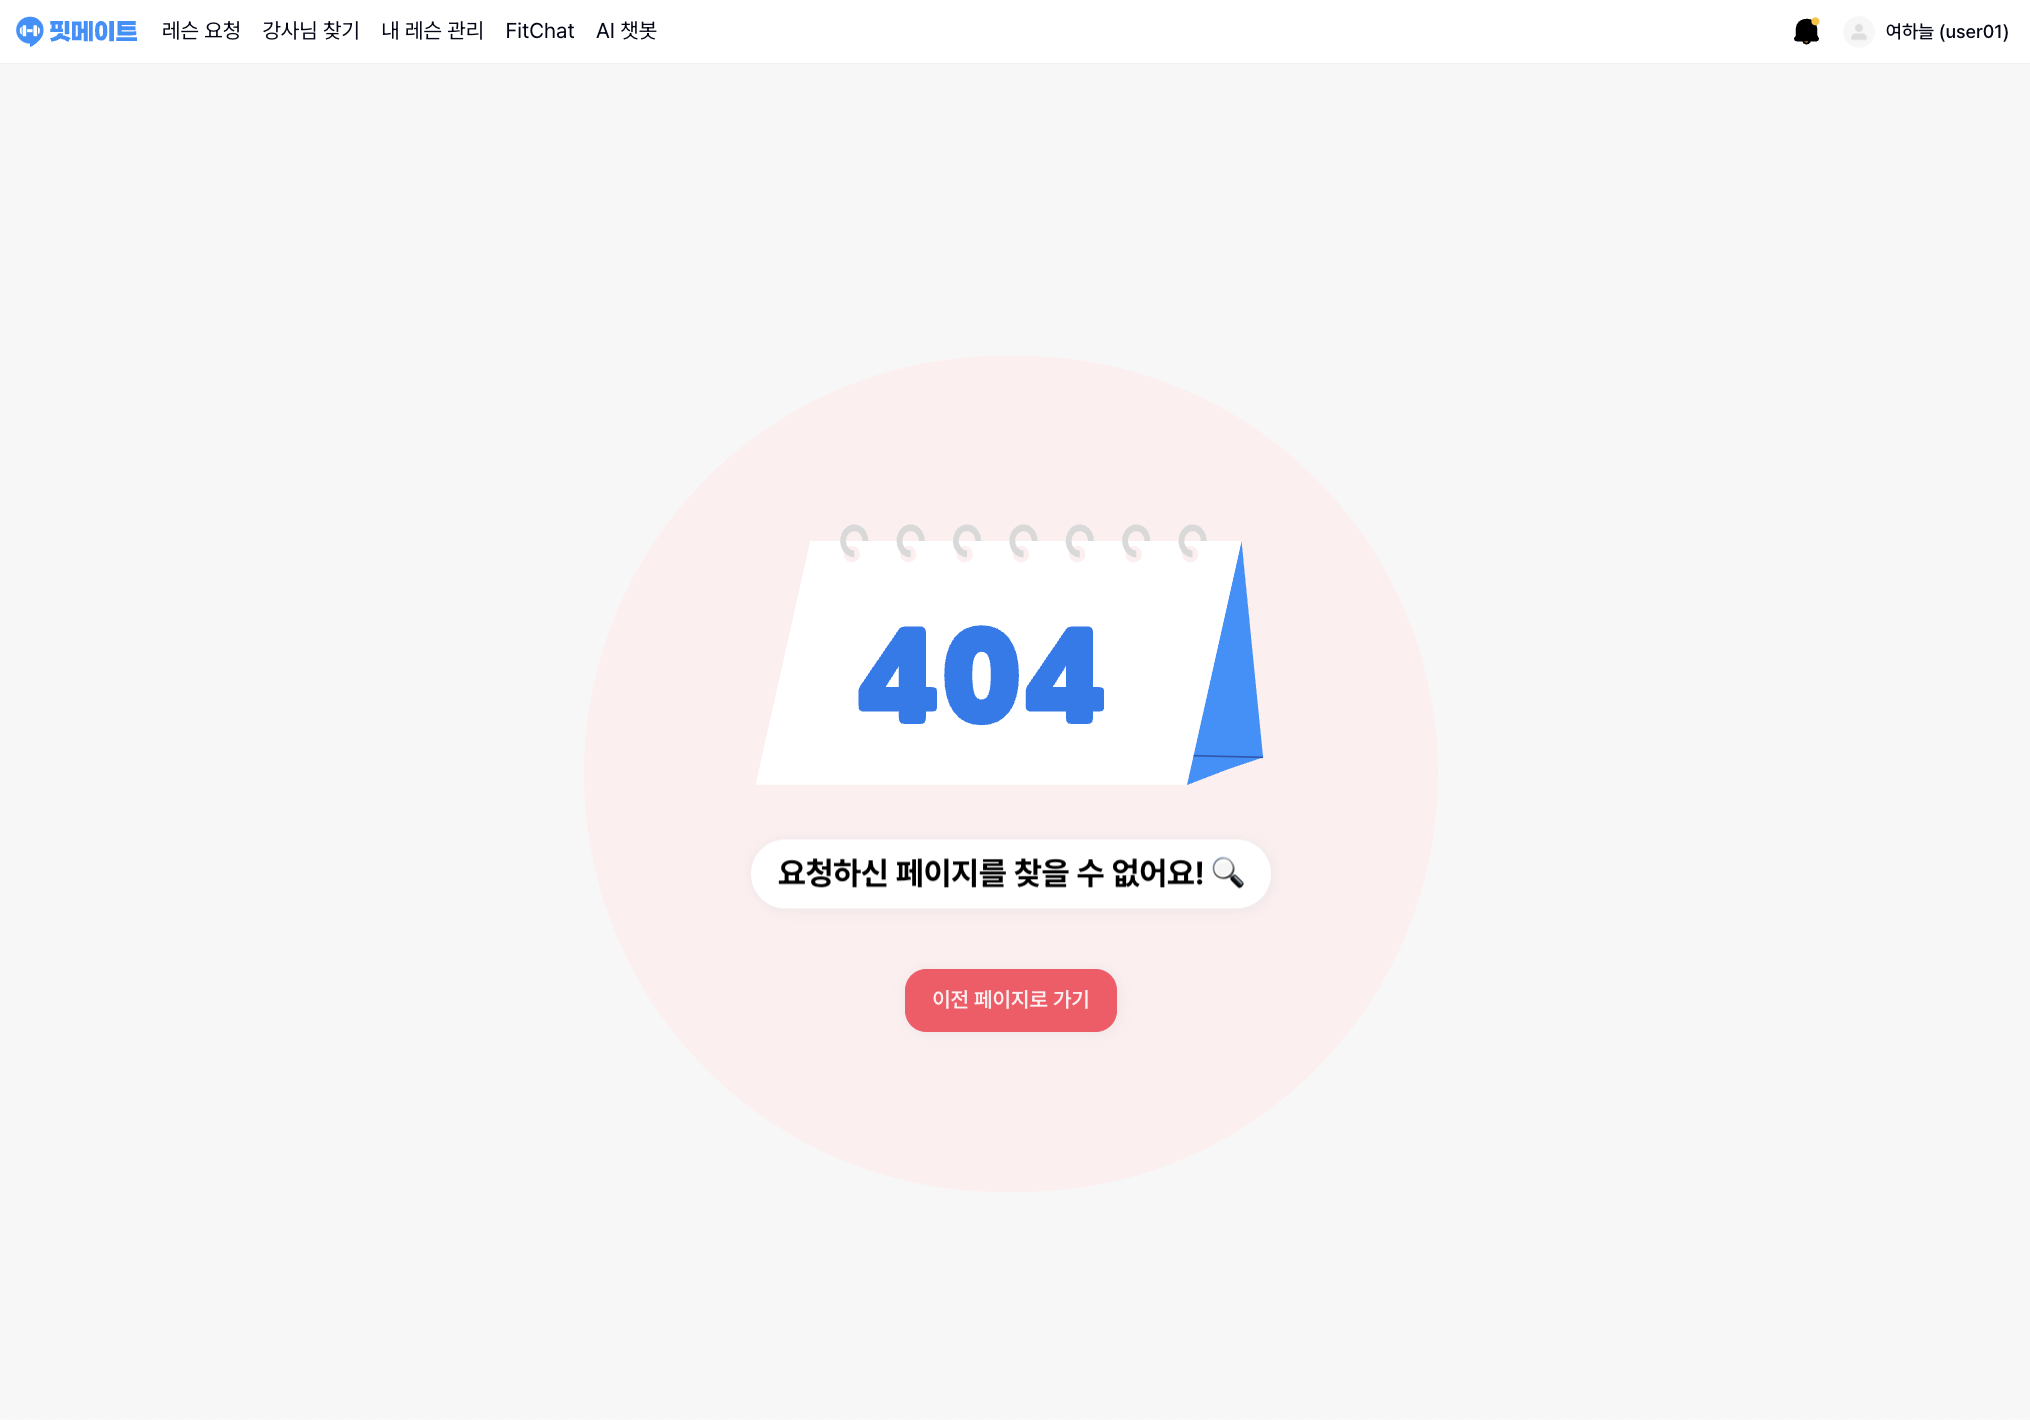 핏메이트 레슨 요청 강사님 찾기 내 레슨 관리 FitChat AI 챗봇 여하늘 (user01)
404
요청하신 페이지를 찾을 수 없어요! 🔍
이전 페이지로 가기